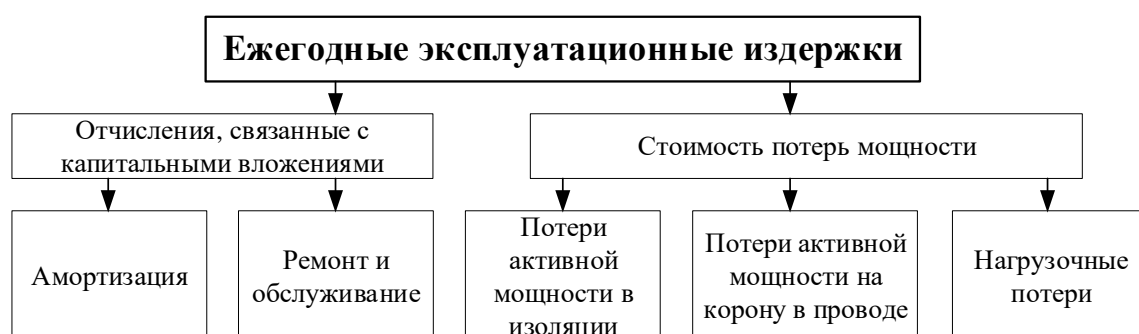 Ежегодные эксплуатационные издержки
Отчисления, связанные с
капитальными вложениями
Стоимость потерь мощности
Амортизация
Ремонт и
обслуживание
Потери
активной
мощности в
изоляции
Потери активной
мощности на
корону в проводе
Нагрузочные
потери